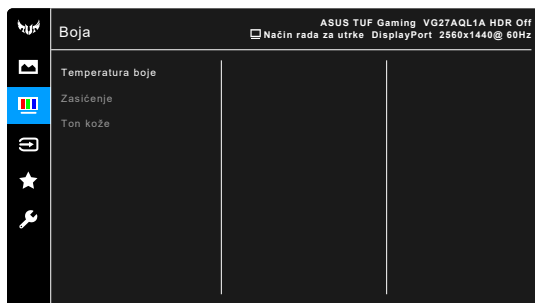 Boja
ASUS TUF Gaming VG27AQL1A HDR Off
Način rada za utrke DisplayPort 2560x1440@ 60Hz
Temperatura boje
Zasićenje
Ton kože